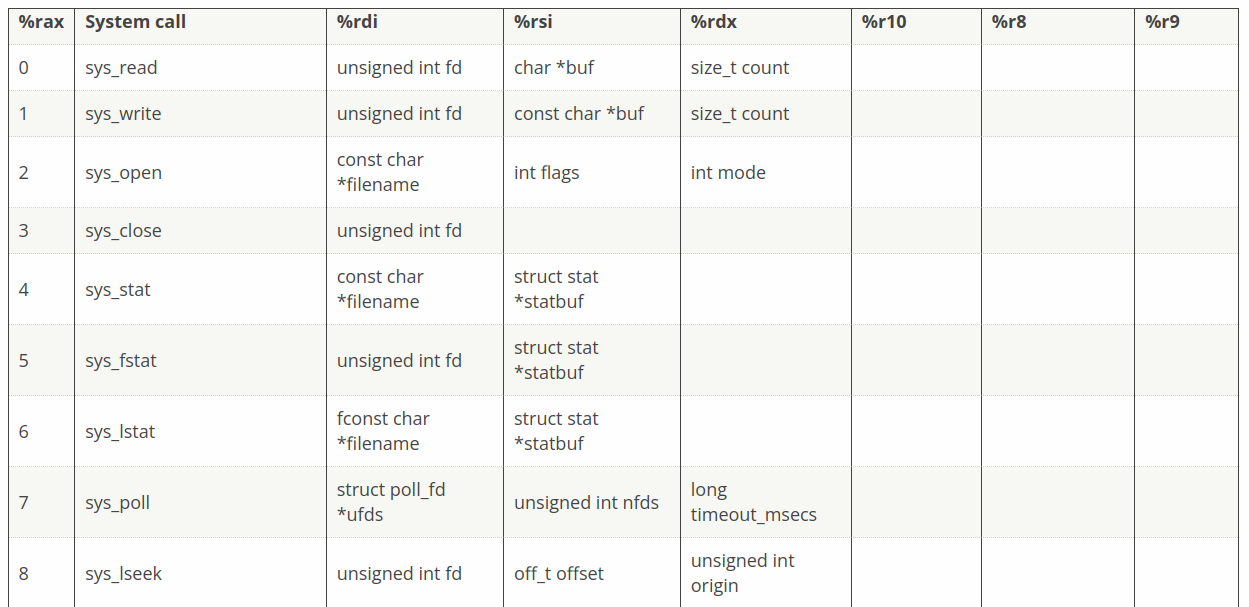 %rax System call %rdi %rsi %rdx %r10 %r8 %r9
0 sys_read unsigned int fd char *buf size_t count
1 sys_write unsigned int fd const char *buf size_t count
2 sys_open const char *filename int flags int mode
3 sys_close unsigned int fd
4 sys_stat const char *filename struct stat *statbuf
5 sys_fstat unsigned int fd struct stat *statbuf
6 sys_lstat fconst char *filename struct stat *statbuf
7 sys_poll struct poll_fd *ufds unsigned int nfds long timeout_msecs
8 sys_lseek unsigned int fd off_t offset unsigned int origin